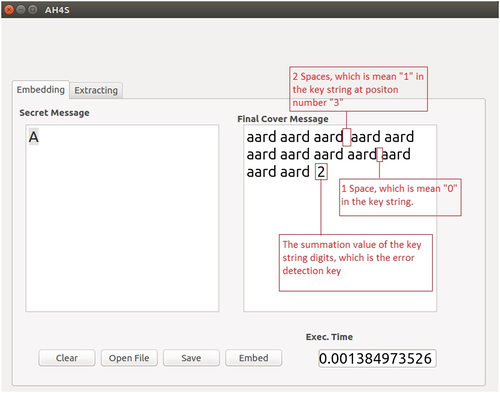 AH4S
Embedding Extracting
Secret Message
A
Final Cover Message
aard aard aard  aard aard
aard aard aard aard aard
aard aard 2
2 Spaces, which is mean "1" in
the key string at positon
number "3"
1 Space, which is mean "0"
in the key string.
The summation value of the key
string digits, which is the error
detection key
Exec. Time
Clear Open File Save Embed
0.001384973526